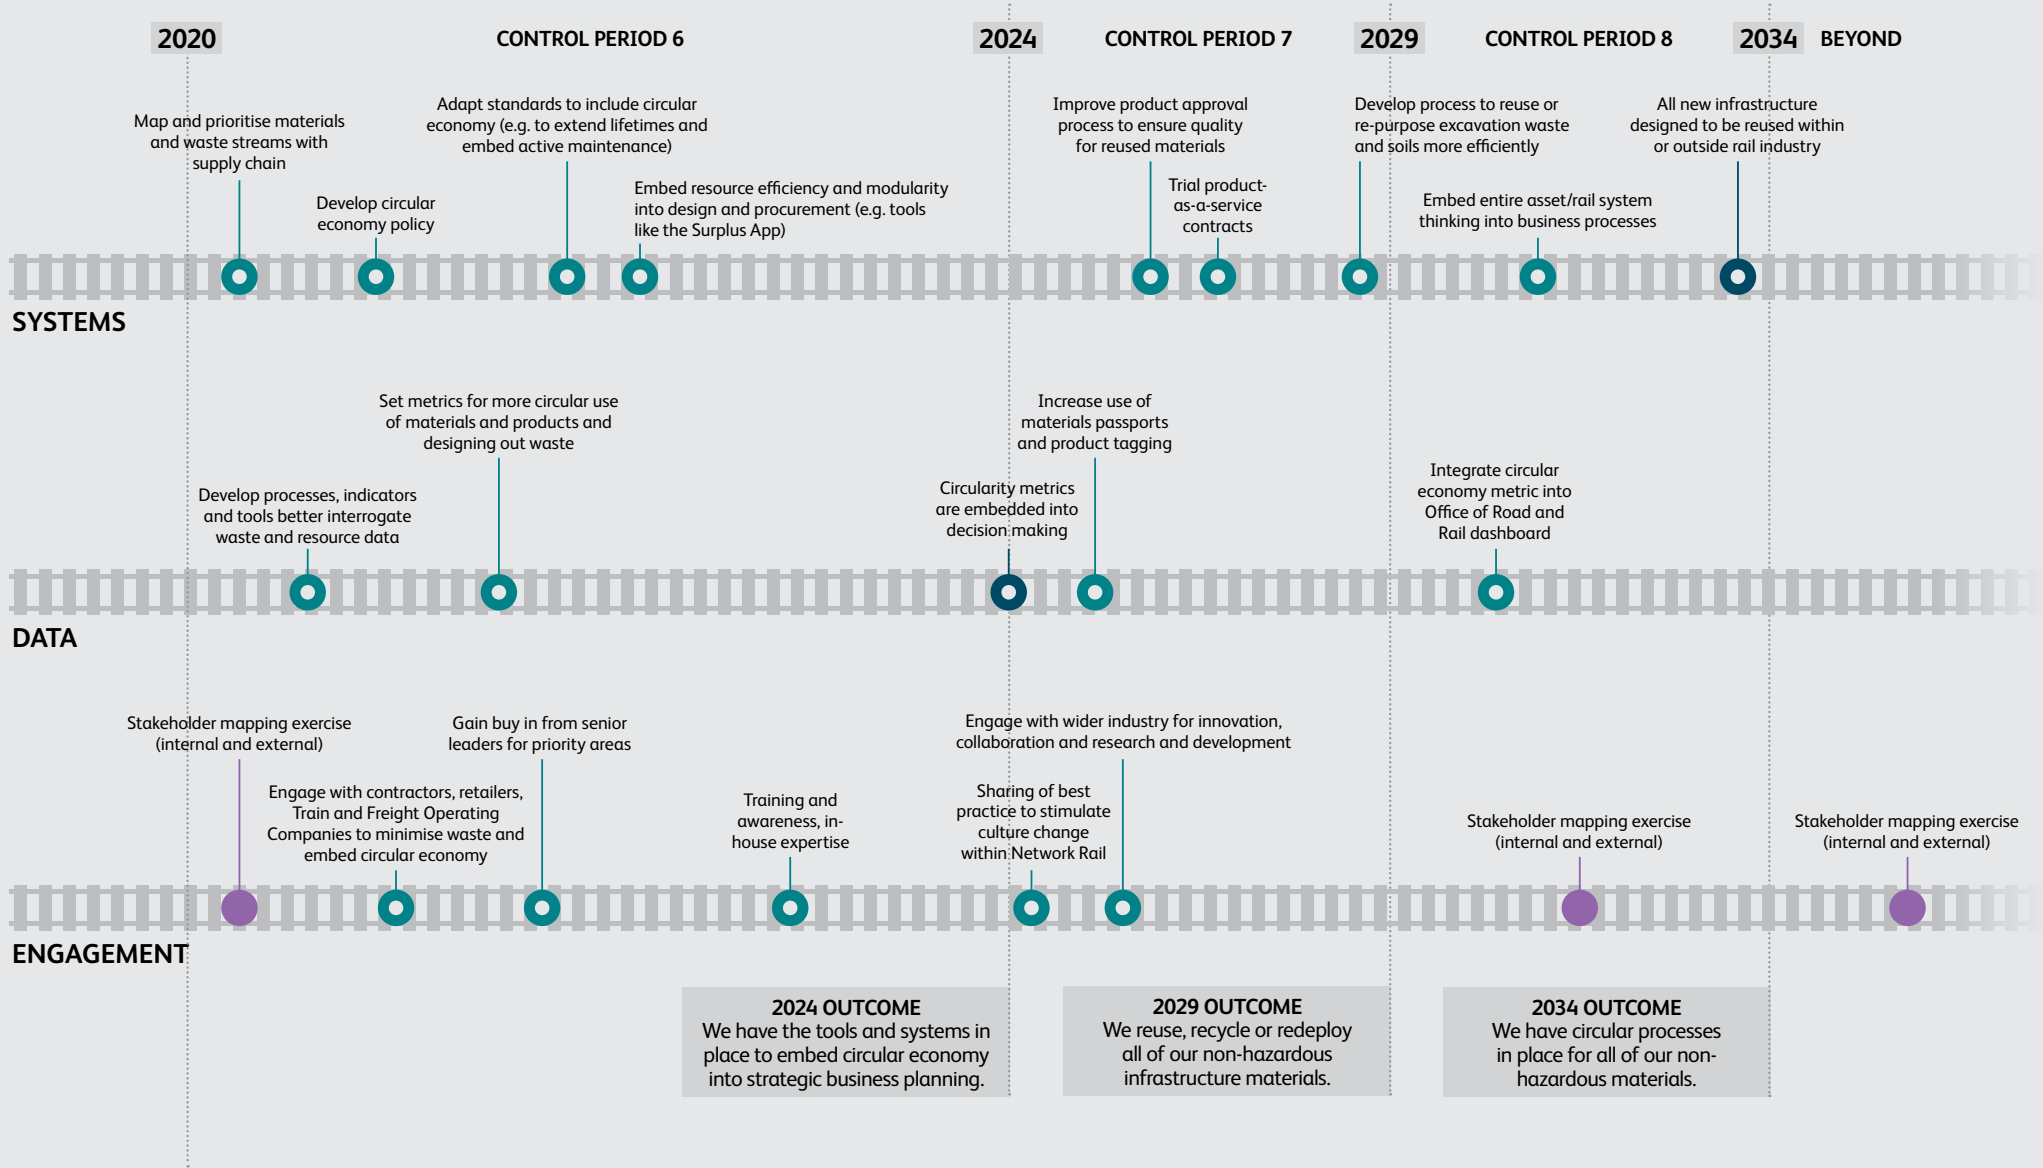 2020
CONTROL PERIOD 6
2024
CONTROL PERIOD 7
2029
CONTROL PERIOD 8
2034
BEYOND
Map and prioritise materials
and waste streams with
supply chain
Develop circular
economy policy
Adapt standards to include circular
economy (e.g. to extend lifetimes and
embed active maintenance)
Embed resource efficiency and modularity
into design and procurement (e.g. tools
like the Surplus App)
Improve product approval
process to ensure quality
for reused materials
Trial product-
as-a-service
contracts
Develop process to reuse or
re-purpose excavation waste
and soils more efficiently
Embed entire asset/rail system
thinking into business processes
All new infrastructure
designed to be reused within
or outside rail industry
SYSTEMS
Develop processes, indicators
and tools better interrogate
waste and resource data
Set metrics for more circular use
of materials and products and
designing out waste
Circularity metrics
are embedded into
decision making
Increase use of
materials passports
and product tagging
Integrate circular
economy metric into
Office of Road and
Rail dashboard
DATA
Stakeholder mapping exercise
(internal and external)
Engage with contractors, retailers,
Train and Freight Operating
Companies to minimise waste and
embed circular economy
Gain buy in from senior
leaders for priority areas
Training and
awareness, in-
house expertise
Sharing of best
practice to stimulate
culture change
within Network Rail
Engage with wider industry for innovation,
collaboration and research and development
Stakeholder mapping exercise
(internal and external)
Stakeholder mapping exercise
(internal and external)
ENGAGEMENT
2024 OUTCOME
We have the tools and systems in
place to embed circular economy
into strategic business planning.
2029 OUTCOME
We reuse, recycle or redeploy
all of our non-hazardous
infrastructure materials.
2034 OUTCOME
We have circular processes
in place for all of our non-
hazardous materials.